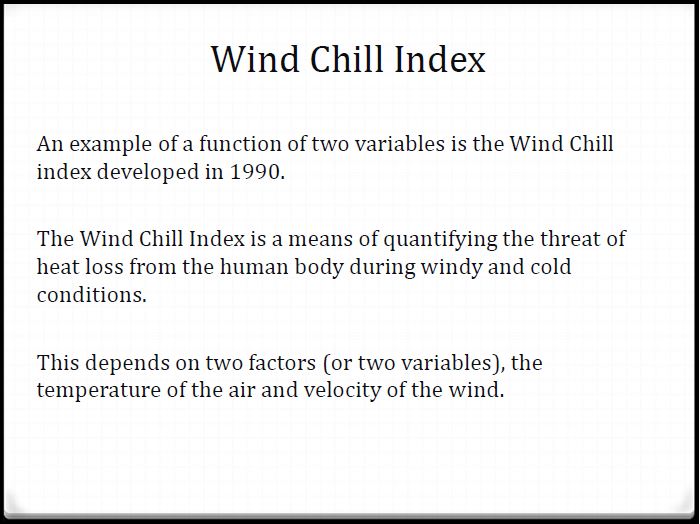 Wind Chill Index
An example of a function of two variables is the Wind Chill
index developed in 1990.
The Wind Chill Index is a means of quantifying the threat of
heat loss from the human body during windy and cold
conditions.
This depends on two factors (or two variables), the
temperature of the air and velocity of the wind.